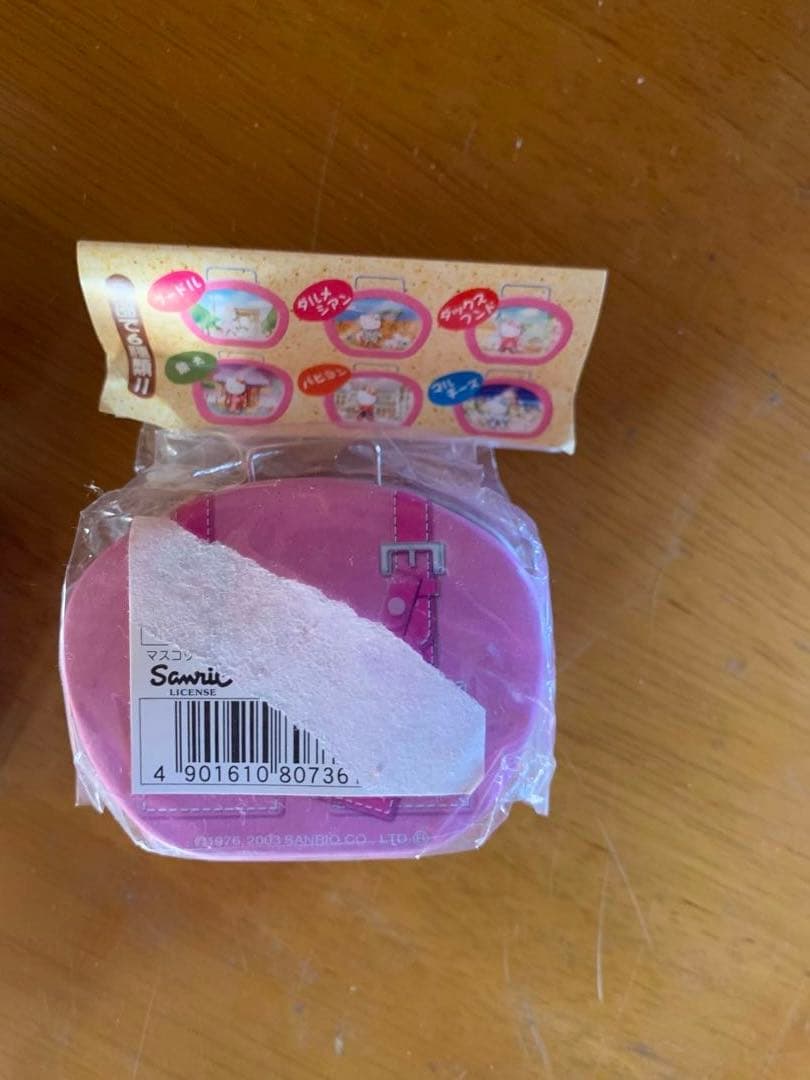 全部で6種類!!
プードル
ダルメシアン
ダックスフンド
柴犬
パピヨン
マルチーズ
マスコッ
Sanrio
LICENSE
4 901610 80736
©1976, 2003 SANRIO CO., LTD.®